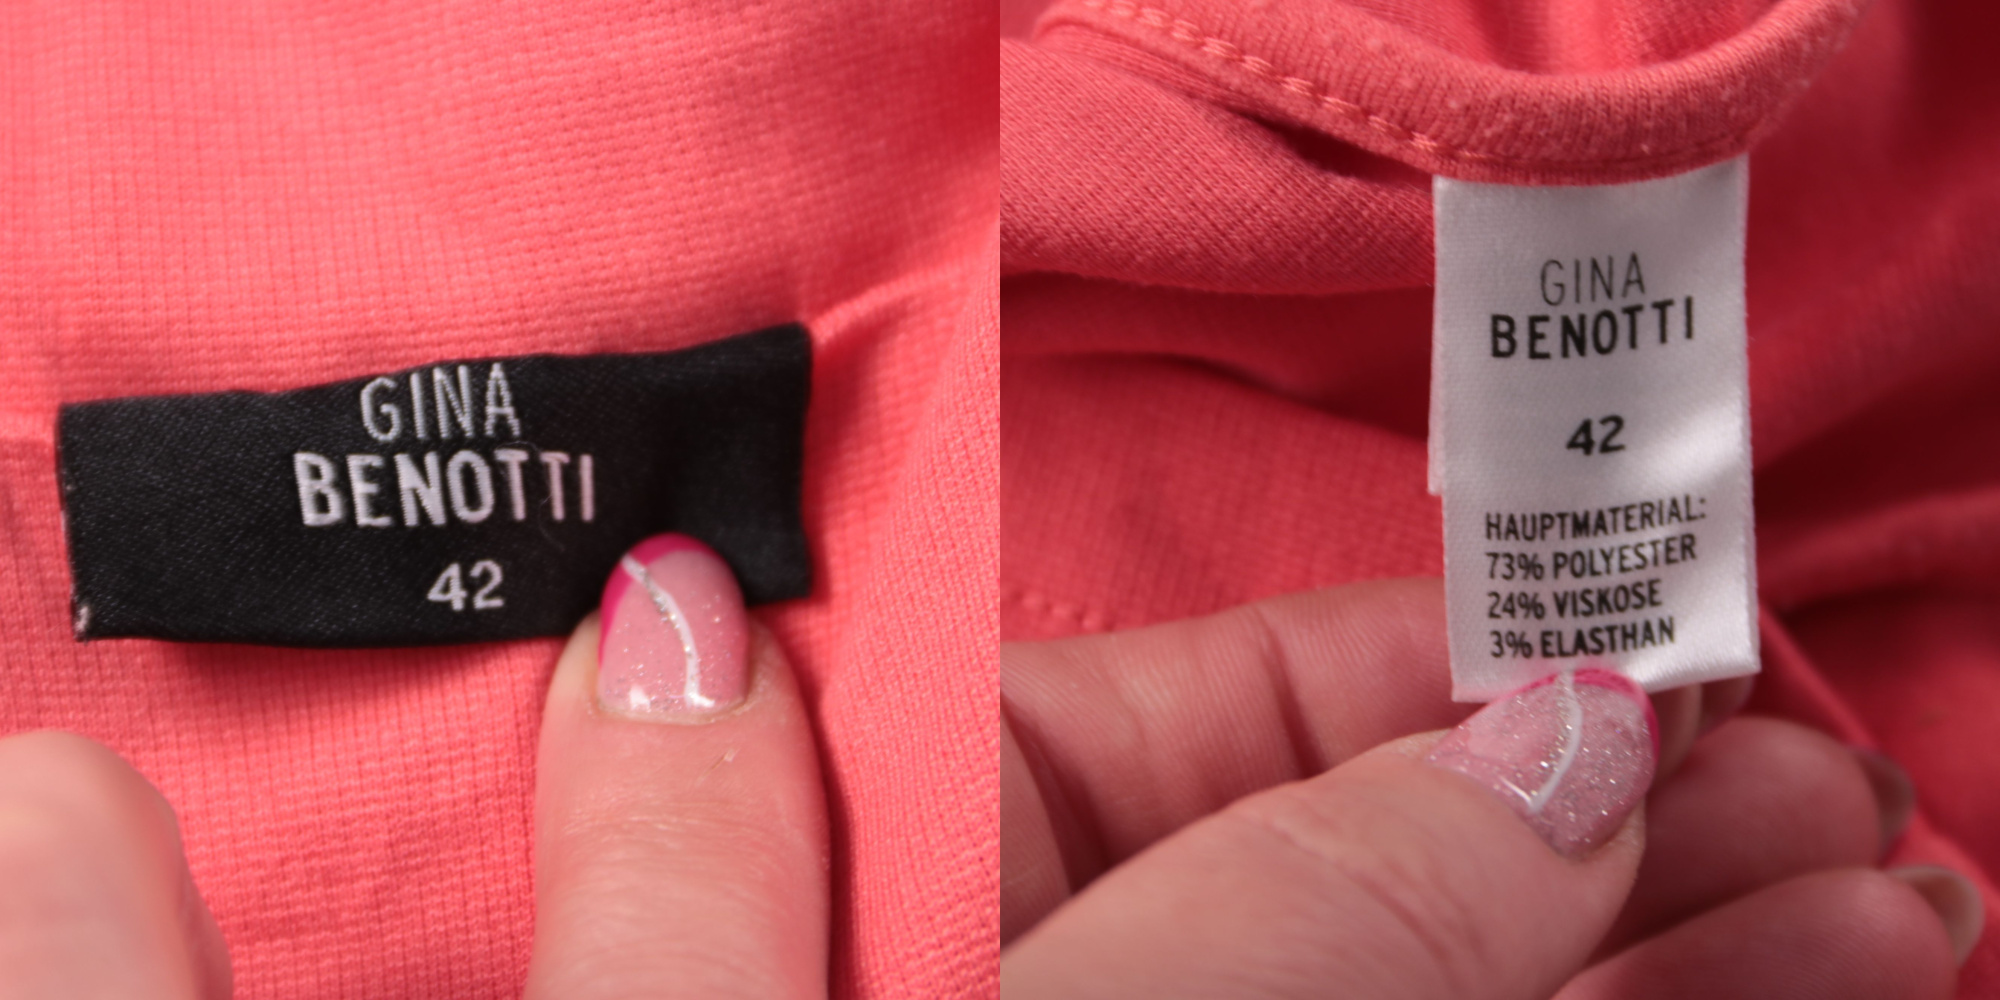 GINA
BENOTTI
42
GINA
BENOTTI
42
HAUPTMATERIAL:
73% POLYESTER
24% VISKOSE
3% ELASTHAN